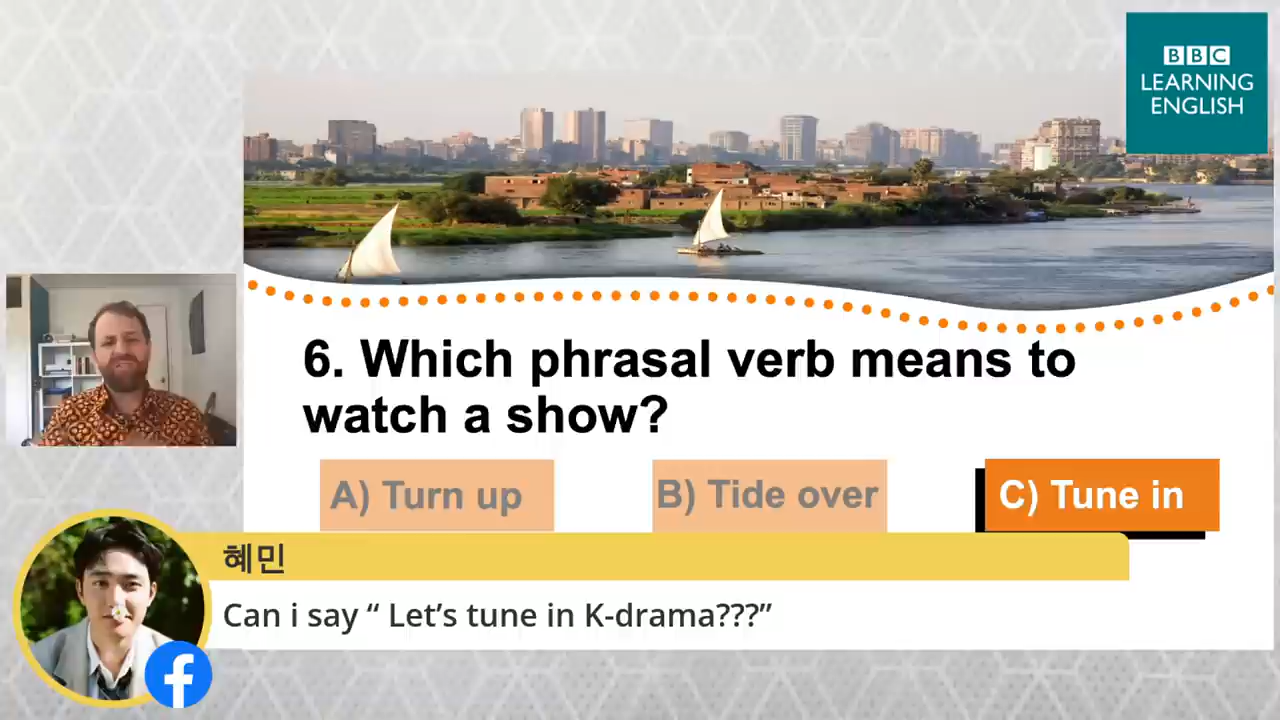 BBC
LEARNING
ENGLISH
6. Which phrasal verb means to
watch a show?
A) Turn up
B) Tide over
C) Tune in
혜민
Can i say “ Let’s tune in K-drama???”